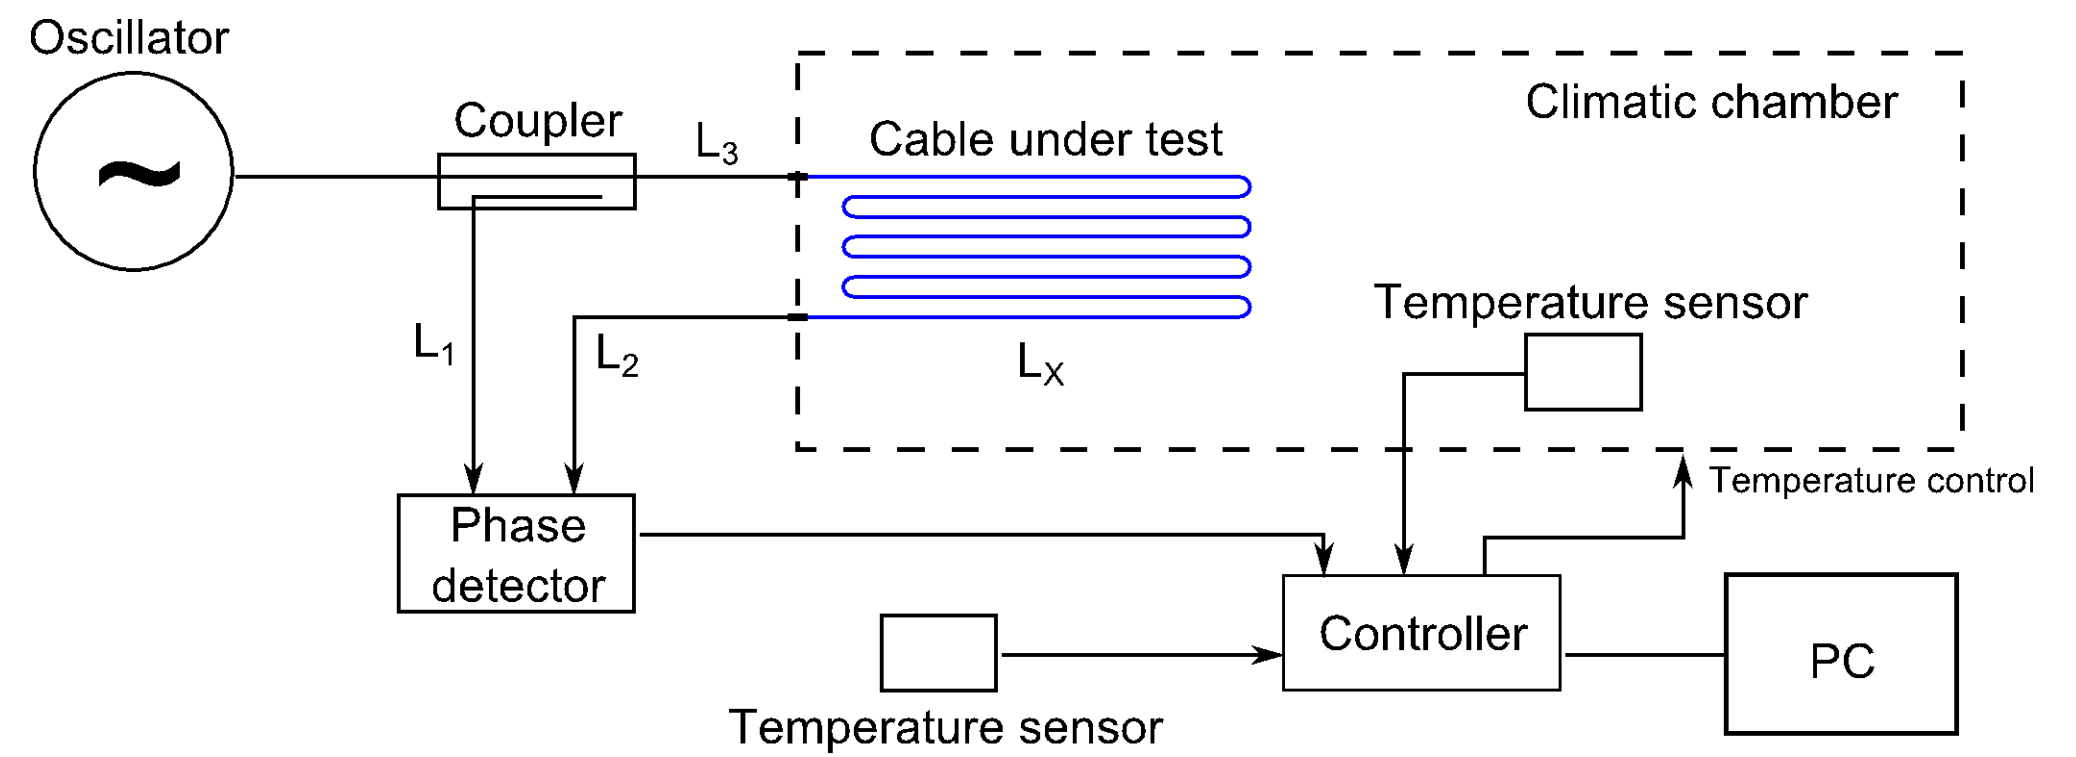 Oscillator
~
Coupler
L3
Climatic chamber
Cable under test
Temperature sensor
L1
L2
LX
Temperature control
Phase
detector
Controller
PC
Temperature sensor